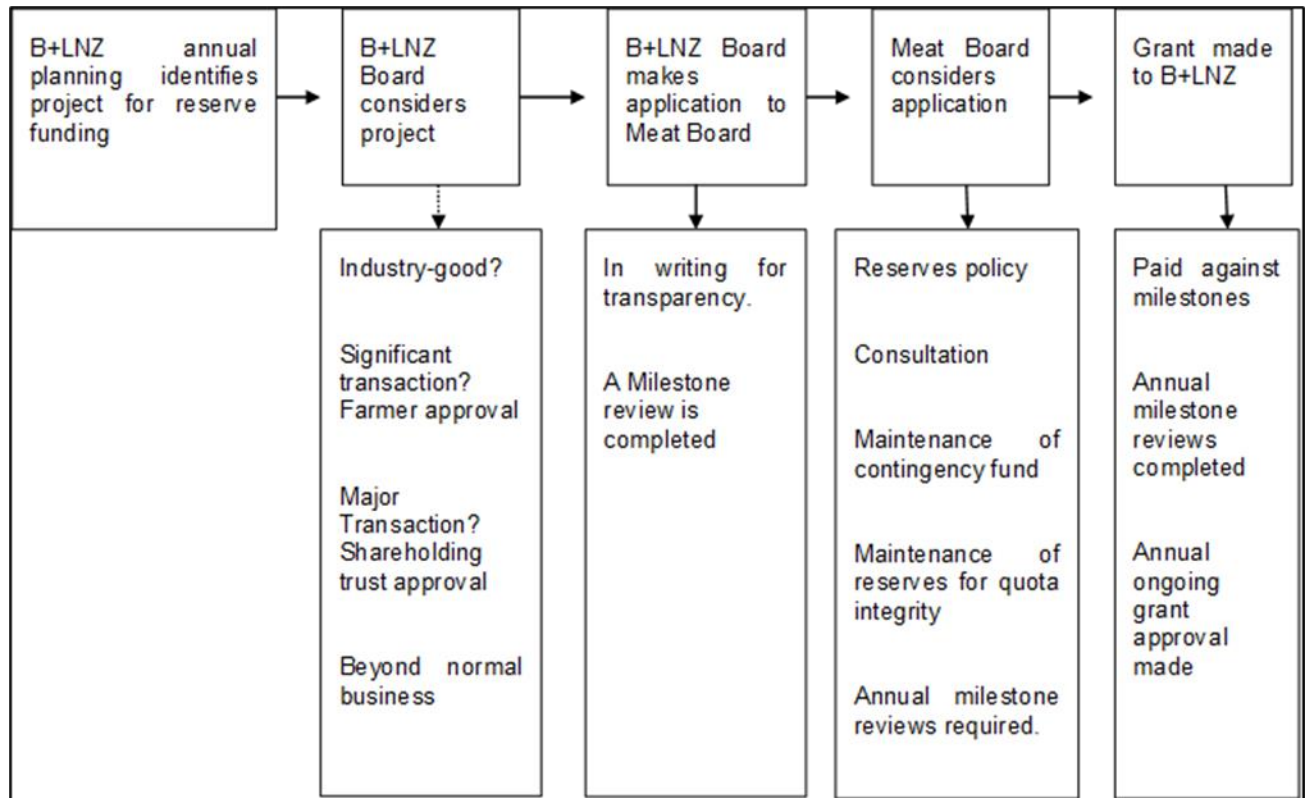 B+LNZ annual
planning identifies
project for reserve
funding
B+LNZ
Board
considers
project
B+LNZ Board
makes
application to
Meat Board
Meat Board
considers
application
Grant made
to B+LNZ
Industry-good?
Significant
transaction?
Farmer approval
Major
Transaction?
Shareholding
trust approval
Beyond normal
business
In writing for
transparency.
A Milestone
review is
completed
Reserves policy
Consultation
Maintenance of
contingency fund
Maintenance of
reserves for quota
integrity
Annual milestone
reviews required.
Paid against
milestones
Annual
milestone
reviews
completed
Annual
ongoing
grant
approval
made